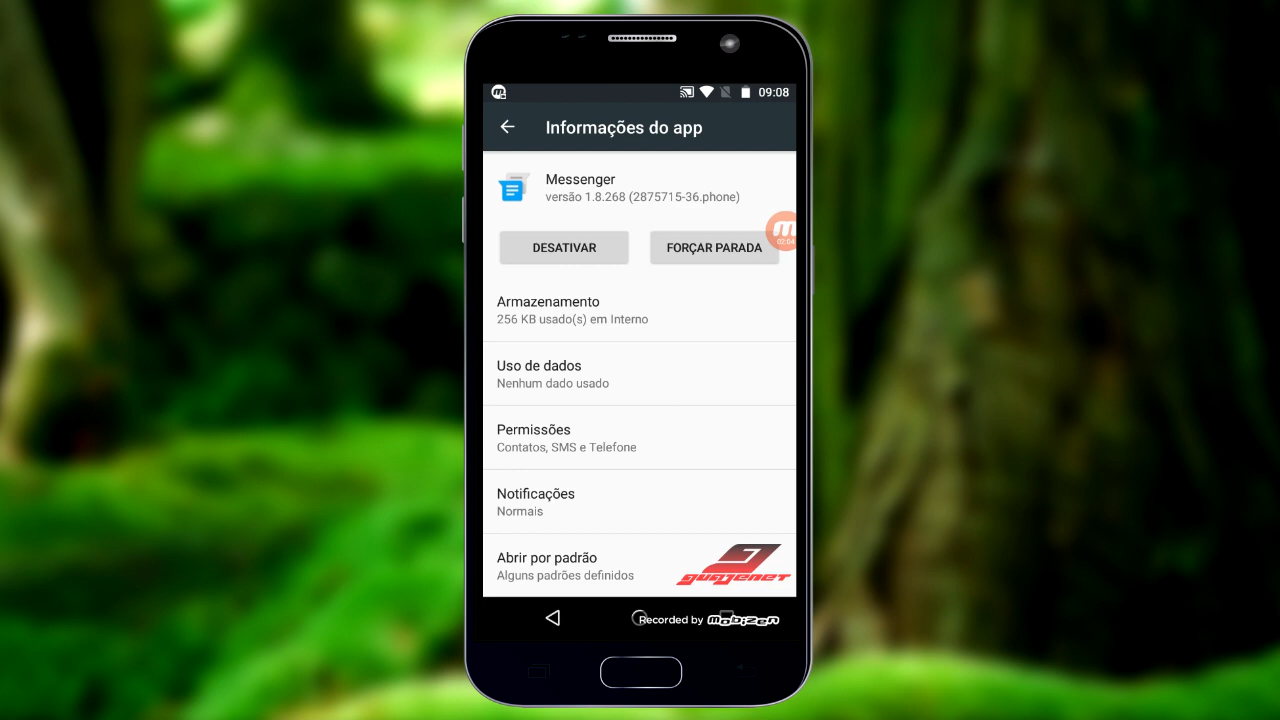 09:08
Informações do app
Messenger
versão 1.8.268 (2875715-36.phone)
DESATIVAR
FORÇAR PARADA
02:04
Armazenamento
256 KB usado(s) em Interno
Uso de dados
Nenhum dado usado
Permissões
Contatos, SMS e Telefone
Notificações
Normais
Abrir por padrão
Alguns padrões definidos
guajenet
Recorded by mobizen